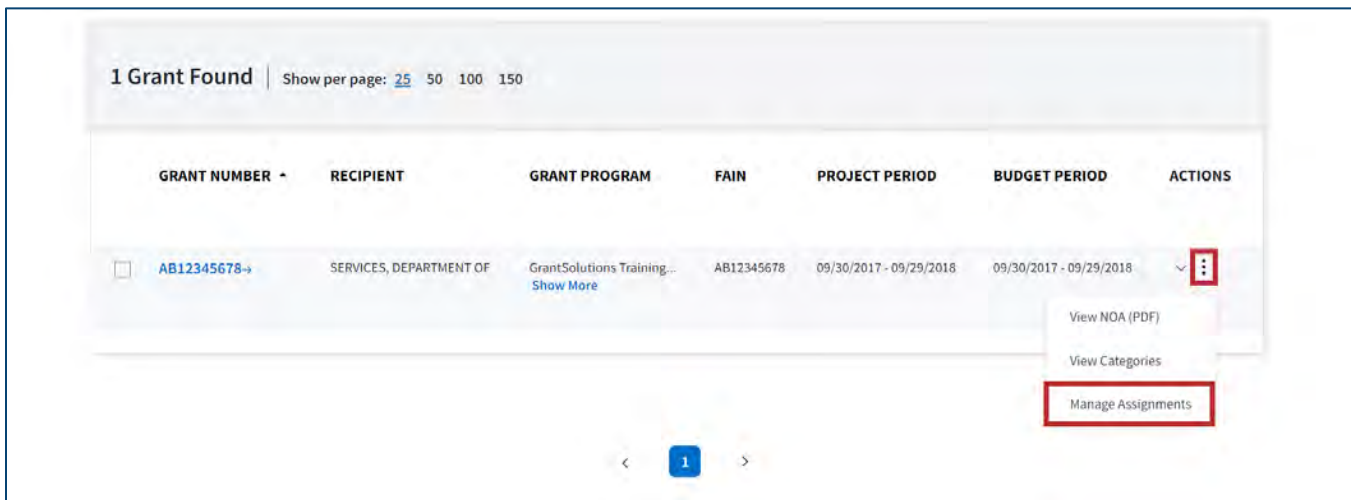 1 Grant Found | Show per page: 25 50 100 150
GRANT NUMBER RECIPIENT GRANT PROGRAM FAIN PROJECT PERIOD BUDGET PERIOD ACTIONS
AB12345678→ SERVICES, DEPARTMENT OF GrantSolutions Training... AB12345678 09/30/2017 - 09/29/2018 09/30/2017 - 09/29/2018
Show More
View NOA (PDF)
View Categories
Manage Assignments
< 1 >